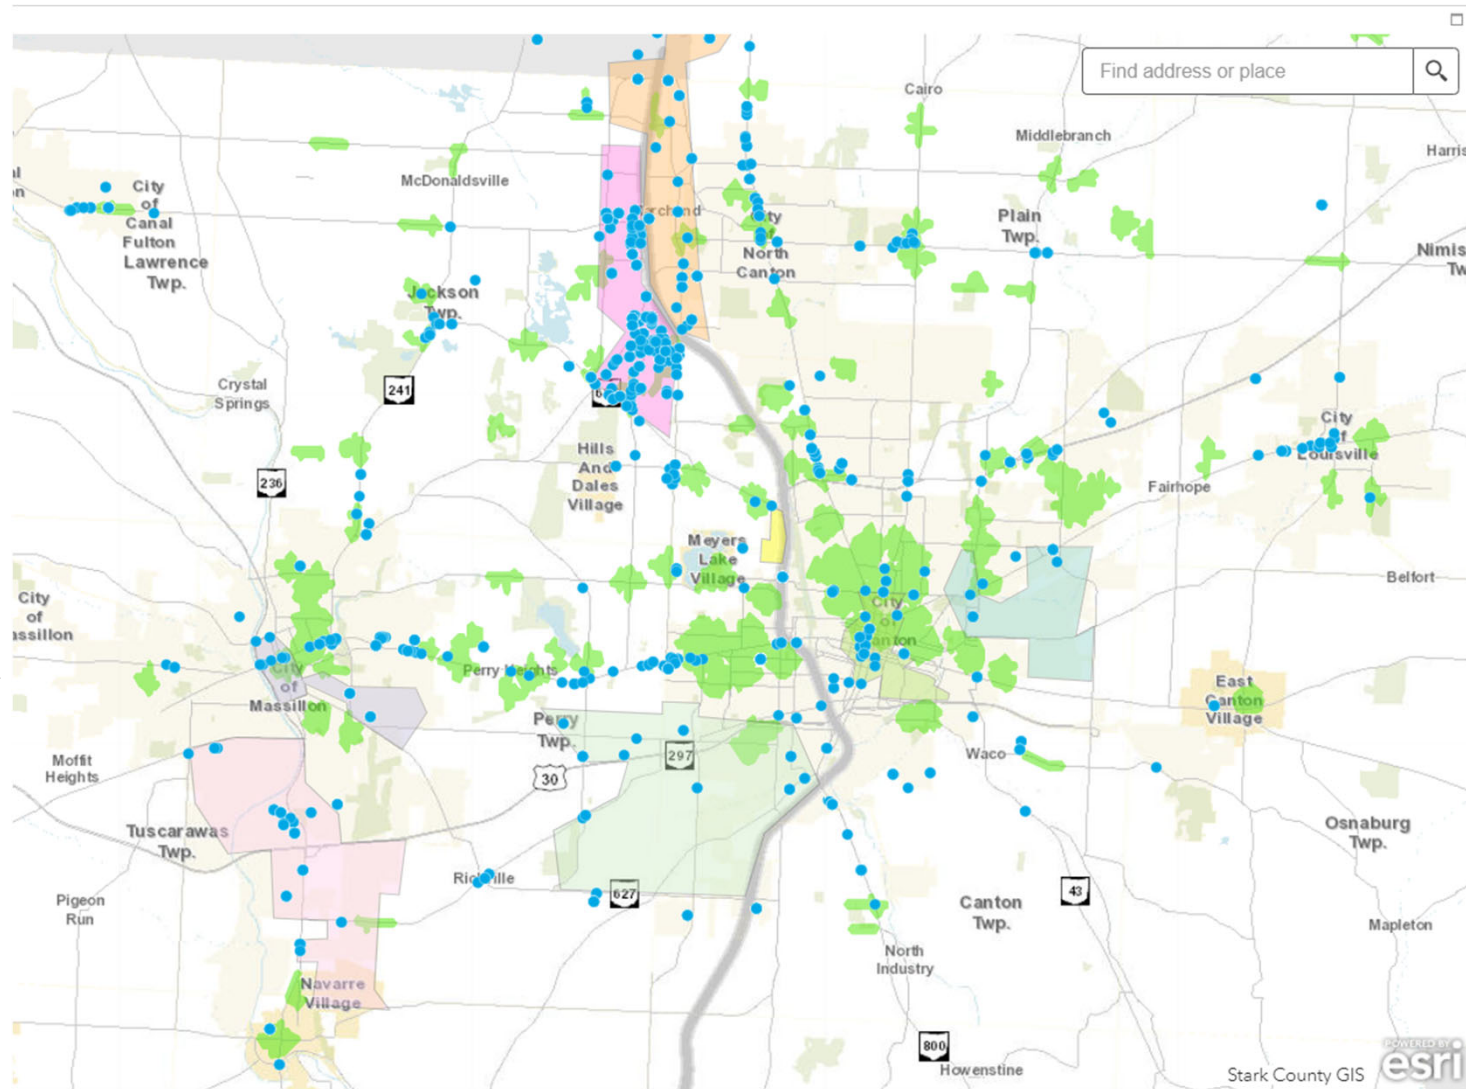 Find address or place
Cairo
Middlebranch
Harris
McDonaldsville
City
of
Canal
Fulton
Lawrence
Twp.
Plain
Twp.
City
of
North
Canton
Nimis
Tw
Jackson
Twp.
Crystal
Springs
241
City
of
Louisville
236
Hills
And
Dales
Village
Fairhope
Meyers
Lake
Village
Belfort
City
of
assillon
City
of
Canton
Perry Heights
City
of
Massillon
East
Canton
Village
Perry
Twp.
297
30
Waco
Moffit
Heights
Tuscarawas
Twp.
Osnaburg
Twp.
Richville
627
43
Pigeon
Run
Canton
Twp.
Mapleton
North
Industry
Navarre
Village
800
Howenstine
Stark County GIS
POWERED BY
esri